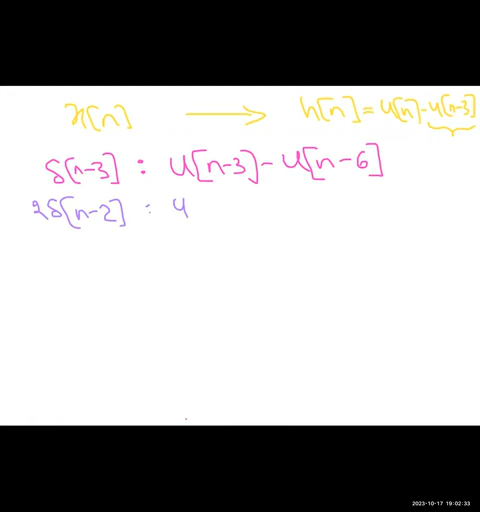 x[n] → h[n] = u[n] - u[n-3]
δ[n-3] : u[n-3] - u[n-6]
2δ[n-2] : u
2023-10-17 19:02:33